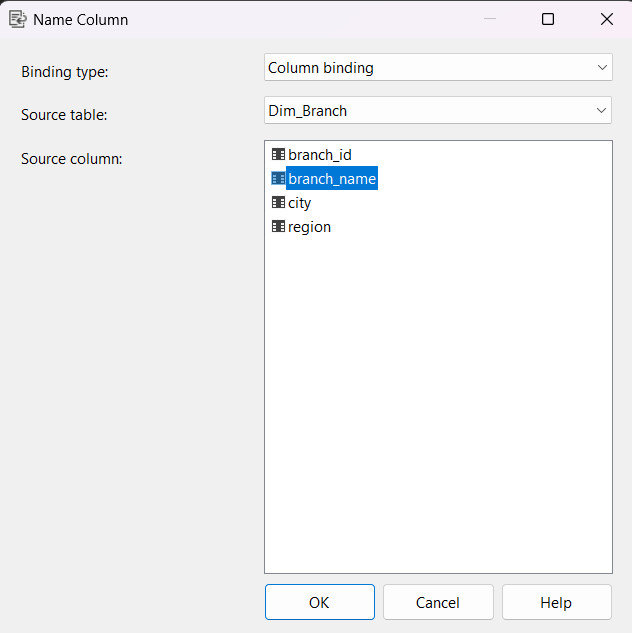 Name Column
Binding type:
Column binding
Source table:
Dim_Branch
Source column:
branch_id
branch_name
city
region
OK
Cancel
Help